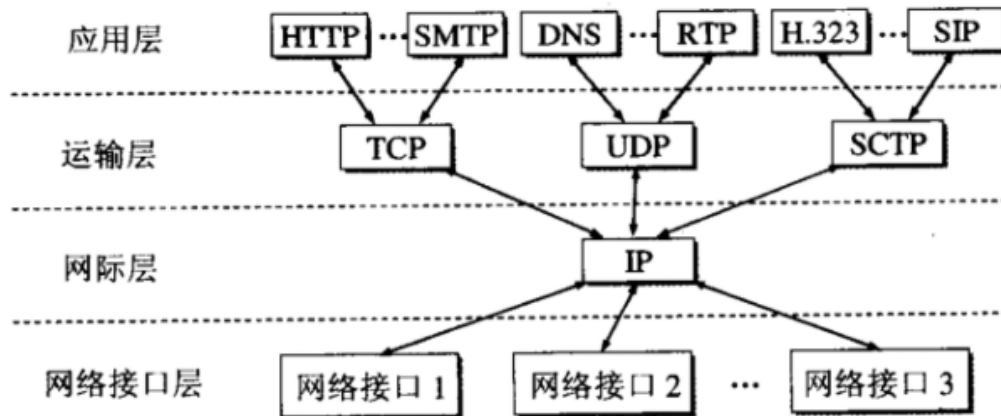 应用层 HTTP … SMTP DNS … RTP H.323 … SIP
运输层 TCP UDP SCTP
网际层 IP
网络接口层 网络接口 1 网络接口 2 … 网络接口 3